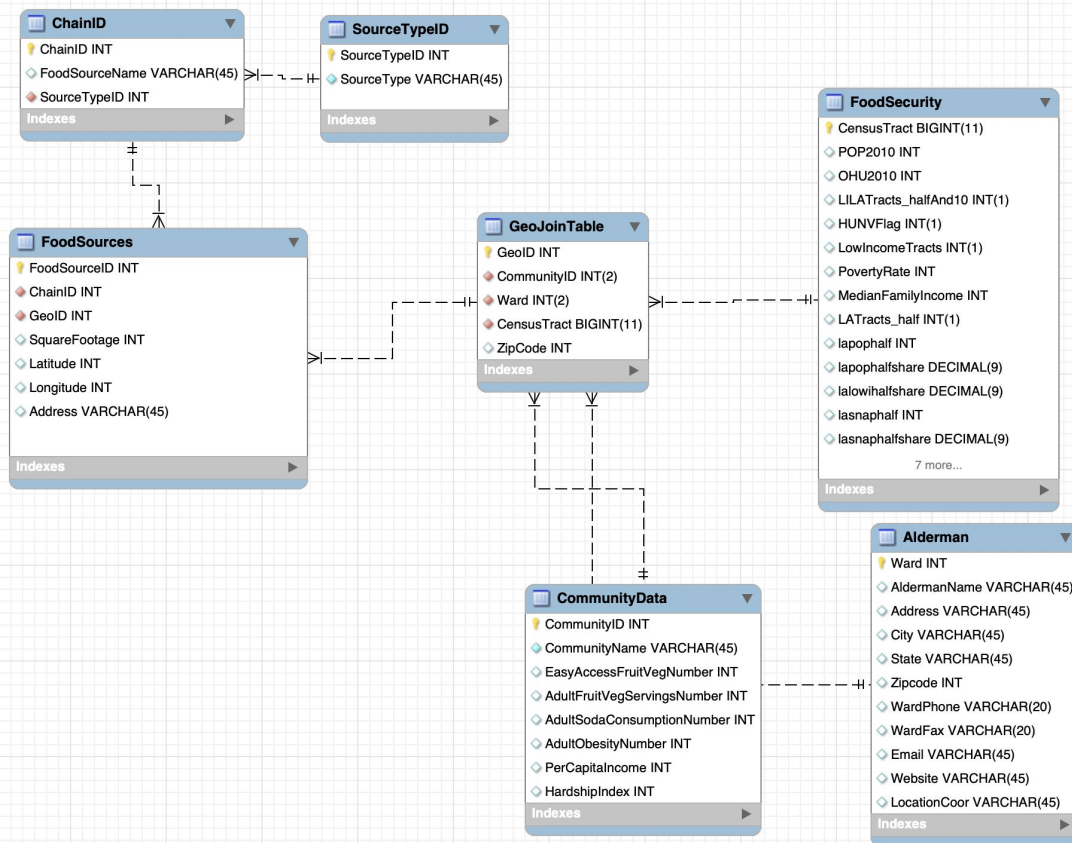 ChainID
ChainID INT
FoodSourceName VARCHAR(45)
SourceTypeID INT
Indexes
SourceTypeID
SourceTypeID INT
SourceType VARCHAR(45)
Indexes
FoodSecurity
CensusTract BIGINT(11)
POP2010 INT
OHU2010 INT
LILATracts_halfAnd10 INT(1)
HUNVFlag INT(1)
LowIncomeTracts INT(1)
PovertyRate INT
MedianFamilyIncome INT
LATracts_half INT(1)
lapophalf INT
lapophalfshare DECIMAL(9)
lalowihalfshare DECIMAL(9)
lasnaphalf INT
lasnaphalfshare DECIMAL(9)
7 more...
Indexes
FoodSources
FoodSourceID INT
ChainID INT
GeoID INT
SquareFootage INT
Latitude INT
Longitude INT
Address VARCHAR(45)
Indexes
GeoJoinTable
GeoID INT
CommunityID INT(2)
Ward INT(2)
CensusTract BIGINT(11)
ZipCode INT
Indexes
CommunityData
CommunityID INT
CommunityName VARCHAR(45)
EasyAccessFruitVegNumber INT
AdultFruitVegServingsNumber INT
AdultSodaConsumptionNumber INT
AdultObesityNumber INT
PerCapitaIncome INT
HardshipIndex INT
Indexes
Alderman
Ward INT
AldermanName VARCHAR(45)
Address VARCHAR(45)
City VARCHAR(45)
State VARCHAR(45)
Zipcode INT
WardPhone VARCHAR(20)
WardFax VARCHAR(20)
Email VARCHAR(45)
Website VARCHAR(45)
LocationCoor VARCHAR(45)
Indexes